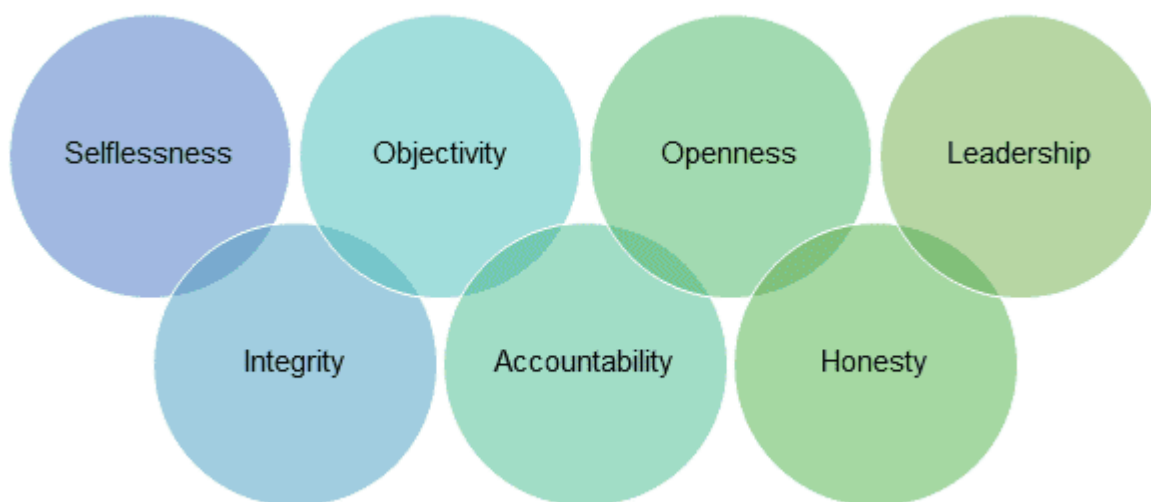 Selflessness
Objectivity
Openness
Leadership
Integrity
Accountability
Honesty